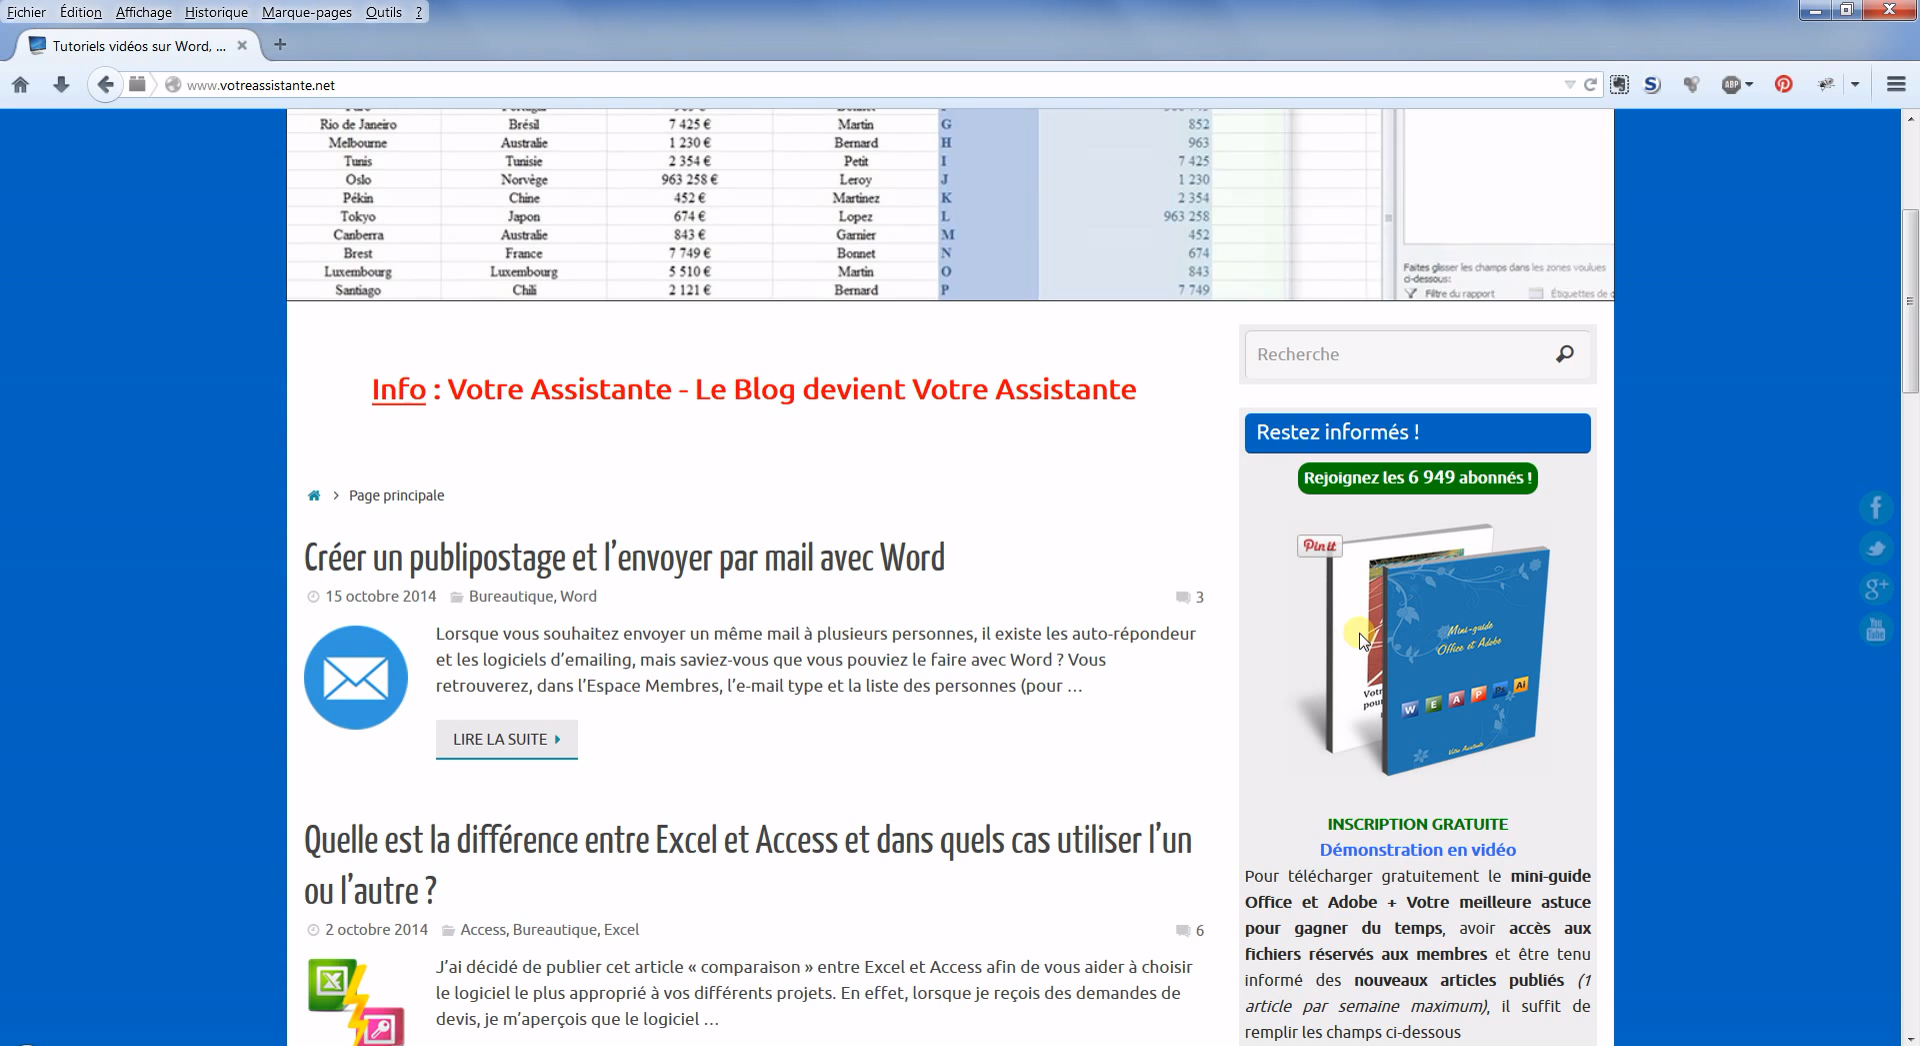 Fichier Édition Affichage Historique Marque-pages Outils ?
Tutoriels vidéos sur Word, ...
www.votreassistante.net
Rio de Janeiro Brésil 7 425 € Martin G 852
Melbourne Australie 1 230 € Bernard H 963
Tunis Tunisie 2 354 € Petit I 7 425
Oslo Norvège 963 258 € Leroy J 1 230
Pékin Chine 452 € Martinez K 2 354
Tokyo Japon 674 € Lopez L 963 258
Canberra Australie 843 € Garnier M 452
Brest France 7 749 € Bonnet N 674
Luxembourg Luxembourg 5 510 € Martin O 843
Santiago Chili 2 121 € Bernard P 7 749
Faites glisser les champs dans les zones voulues
ci-dessous:
Filtre du rapport Étiquettes de
Recherche
Info : Votre Assistante - Le Blog devient Votre Assistante
Restez informés !
Rejoignez les 6 949 abonnés !
Page principale
Créer un publipostage et l’envoyer par mail avec Word
15 octobre 2014 Bureautique, Word 3
Lorsque vous souhaitez envoyer un même mail à plusieurs personnes, il existe les auto-répondeur
et les logiciels d’emailing, mais saviez-vous que vous pouviez le faire avec Word ? Vous
retrouverez, dans l’Espace Membres, l’e-mail type et la liste des personnes (pour …
LIRE LA SUITE
Pin it
Mini-guide
Office et Adobe
Votr
pour
W E A P Ps Ai
Votre Assistante
Quelle est la différence entre Excel et Access et dans quels cas utiliser l’un
ou l’autre ?
2 octobre 2014 Access, Bureautique, Excel 6
J’ai décidé de publier cet article « comparaison » entre Excel et Access afin de vous aider à choisir
le logiciel le plus approprié à vos différents projets. En effet, lorsque je reçois des demandes de
devis, je m’aperçois que le logiciel …
INSCRIPTION GRATUITE
Démonstration en vidéo
Pour télécharger gratuitement le mini-guide
Office et Adobe + Votre meilleure astuce
pour gagner du temps, avoir accès aux
fichiers réservés aux membres et être tenu
informé des nouveaux articles publiés (1
article par semaine maximum), il suffit de
remplir les champs ci-dessous
ABP
You
Tube